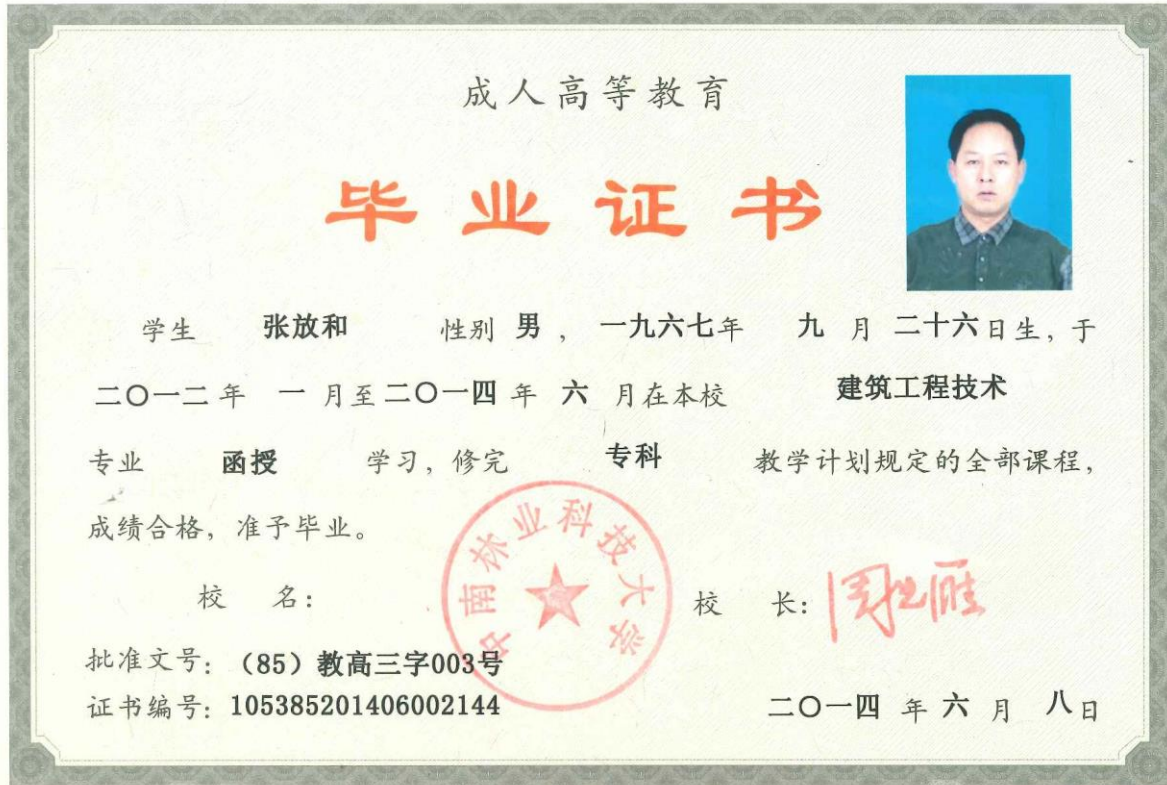 成人高等教育
毕业证书
学生 张放和 性别 男 ， 一九六七年 九 月 二十六日生，于
二〇一二年 一 月至二〇一四 年 六 月在本校 建筑工程技术
专业 函授 学习，修完 专科 教学计划规定的全部课程，
成绩合格，准予毕业。
中南林业科技大学
校 名： 校 长：
批准文号：（85）教高三字003号
证书编号：105385201406002144 二〇一四 年 六 月 八日